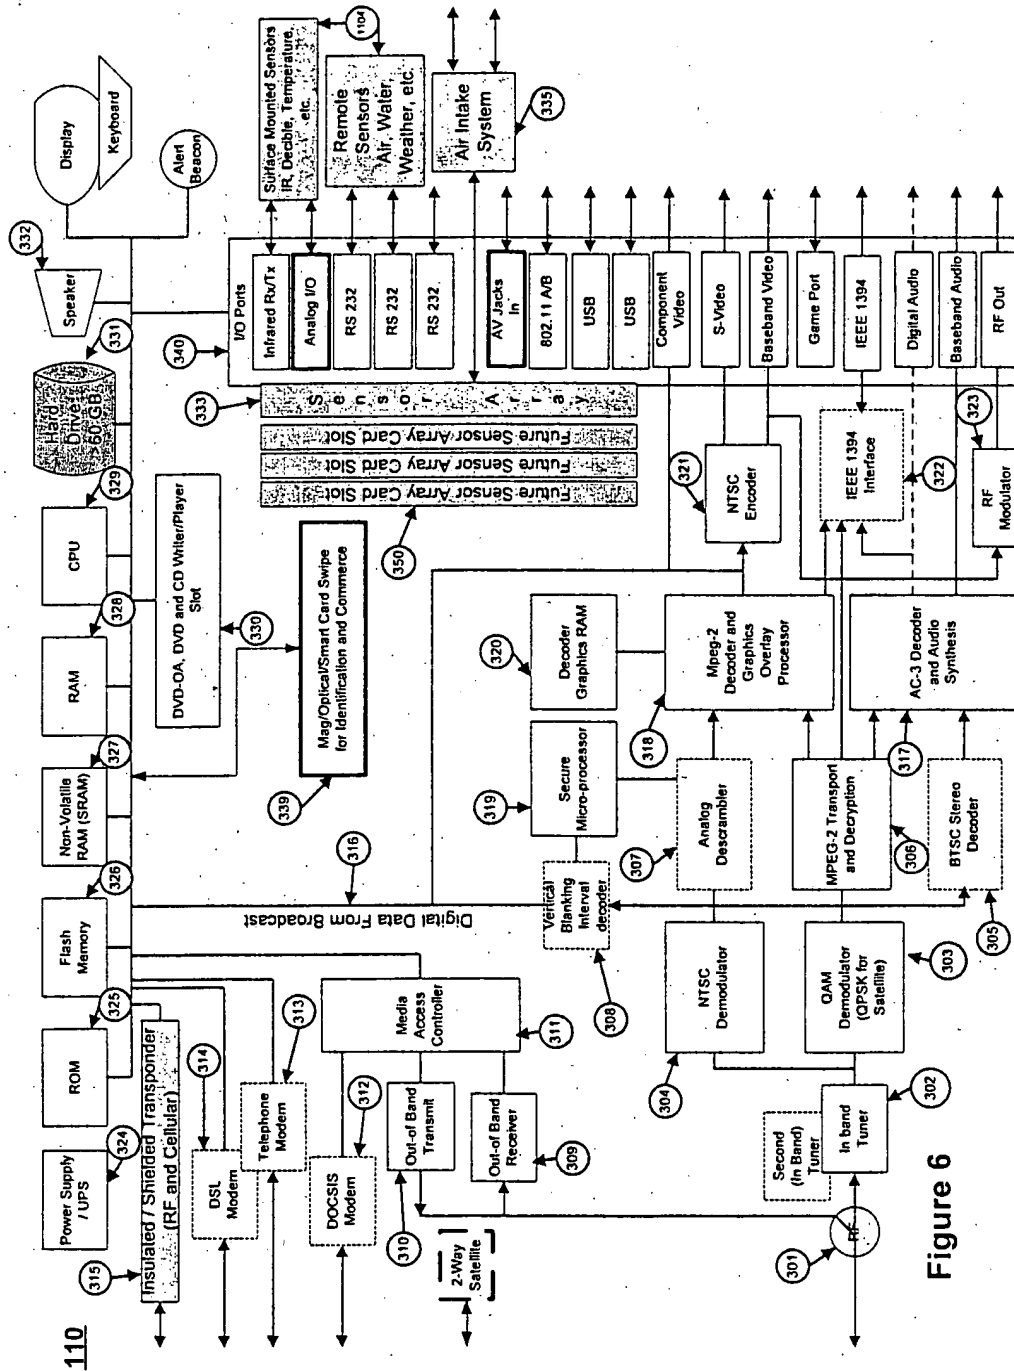 110
Power Supply
/ UPS
324
ROM
325
Flash
Memory
326
Non-Volatile
RAM (SRAM)
327
RAM
328
CPU
329
Hard
Drive
>60 GB
331
Speaker
332
Display
Keyboard
Alert
Beacon
315
Insulated / Shielded Transponder
(RF and Cellular)
DSL
Modem
314
Telephone
Modem
313
DOCSIS
Modem
312
Media
Access
Controller
311
Out-of Band
Transmit
310
Out-of Band
Receiver
309
2-Way
Satellite
DVD-OA, DVD and CD Writer/Player
Slot
330
Mag/Optical/Smart Card Swipe
for Identification and Commerce
339
Digital Data From Broadcast
316
Future Sensor Array Card Slot
Future Sensor Array Card Slot
Future Sensor Array Card Slot
Sensor Array
350
333
340
I/O Ports
Infrared Rx/Tx
Analog I/O
RS 232
RS 232
RS 232
AV Jacks
In
802.11 A/B
USB
USB
Component
Video
S-Video
Baseband Video
Game Port
IEEE 1394
Digital Audio
Baseband Audio
RF Out
Surface Mounted Sensors
IR, Decible, Temperature,
etc.
1104
Remote
Sensors
Air, Water,
Weather, etc.
Air Intake
System
335
Vertical
Blanking
Interval
decoder
308
Secure
Micro-processor
319
Decoder
Graphics RAM
320
NTSC
Encoder
321
NTSC
Demodulator
304
Analog
Descrambler
307
Mpeg-2
Decoder and
Graphics
Overlay
Processor
318
IEEE 1394
Interface
322
QAM
Demodulator
(QPSK for
Satellite)
303
MPEG-2 Transport
and Decryption
306
AC-3 Decoder
and Audio
Synthesis
317
RF
Modulator
323
BTSC Stereo
Decoder
305
Second
(In Band)
Tuner
In band
Tuner
302
RF
301
Figure 6